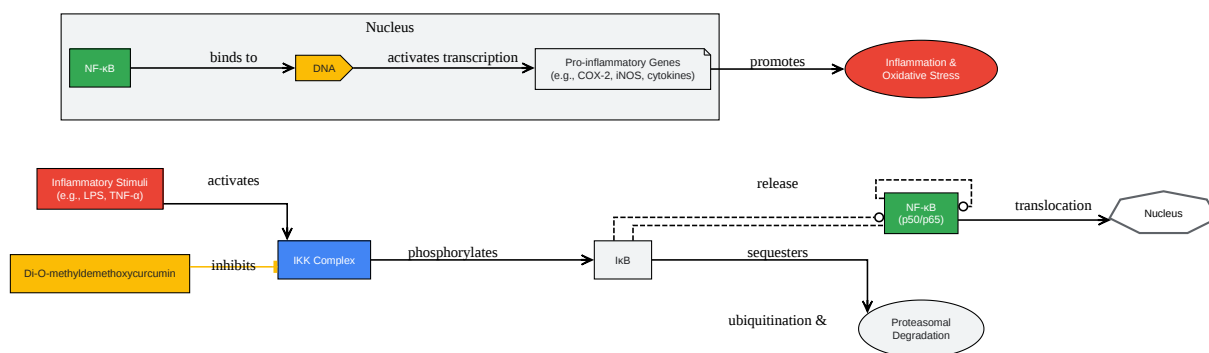 Nucleus
NF-κB
binds to
DNA
activates transcription
Pro-inflammatory Genes
(e.g., COX-2, iNOS, cytokines)
promotes
Inflammation &
Oxidative Stress
Inflammatory Stimuli
(e.g., LPS, TNF-α)
activates
release
NF-κB
(p50/p65)
translocation
Nucleus
Di-O-methyldemethoxycurcumin
inhibits
IKK Complex
phosphorylates
IκB
sequesters
ubiquitination &
Proteasomal
Degradation